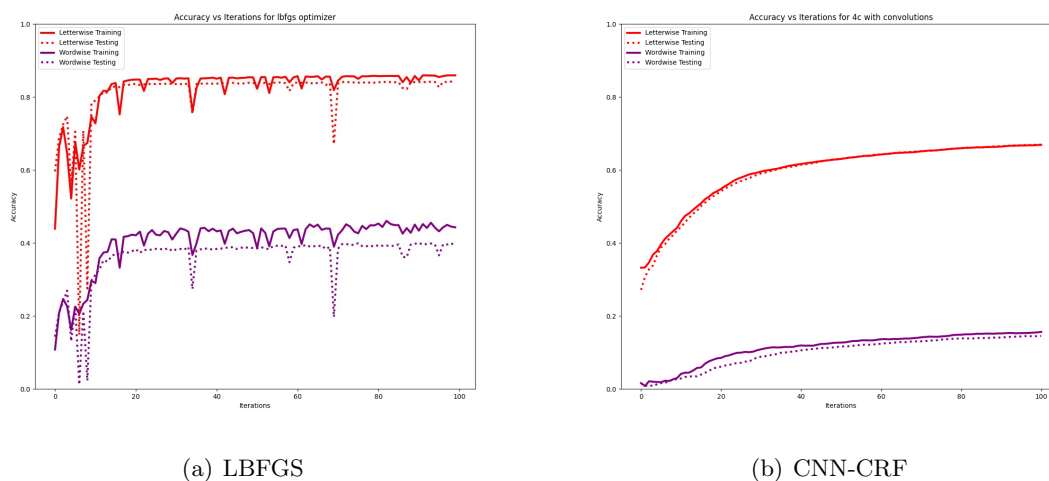 Accuracy vs Iterations for lbfgs optimizer
1.0
Letterwise Training
Letterwise Testing
Wordwise Training
Wordwise Testing
0.8
0.6
Accuracy
0.4
0.2
0.0
0 20 40 60 80 100
Iterations
(a) LBFGS
Accuracy vs Iterations for 4c with convolutions
1.0
Letterwise Training
Letterwise Testing
Wordwise Training
Wordwise Testing
0.8
0.6
Accuracy
0.4
0.2
0.0
0 20 40 60 80 100
Iterations
(b) CNN-CRF